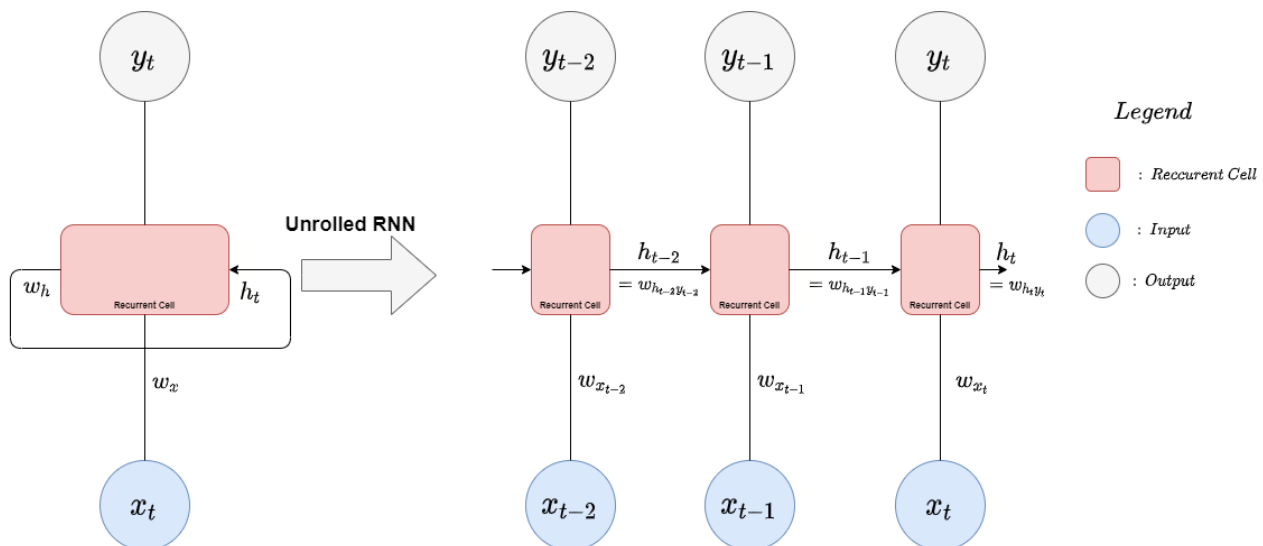 y_t
w_h
h_t
Recurrent Cell
w_x
x_t
Unrolled RNN
y_{t-2}
y_{t-1}
y_t
h_{t-2}
= w_{h_{t-2}y_{t-2}}
h_{t-1}
= w_{h_{t-1}y_{t-1}}
h_t
= w_{h_ty_t}
Recurrent Cell
Recurrent Cell
Recurrent Cell
w_{x_{t-2}}
w_{x_{t-1}}
w_{x_t}
x_{t-2}
x_{t-1}
x_t
Legend
: Reccurent Cell
: Input
: Output